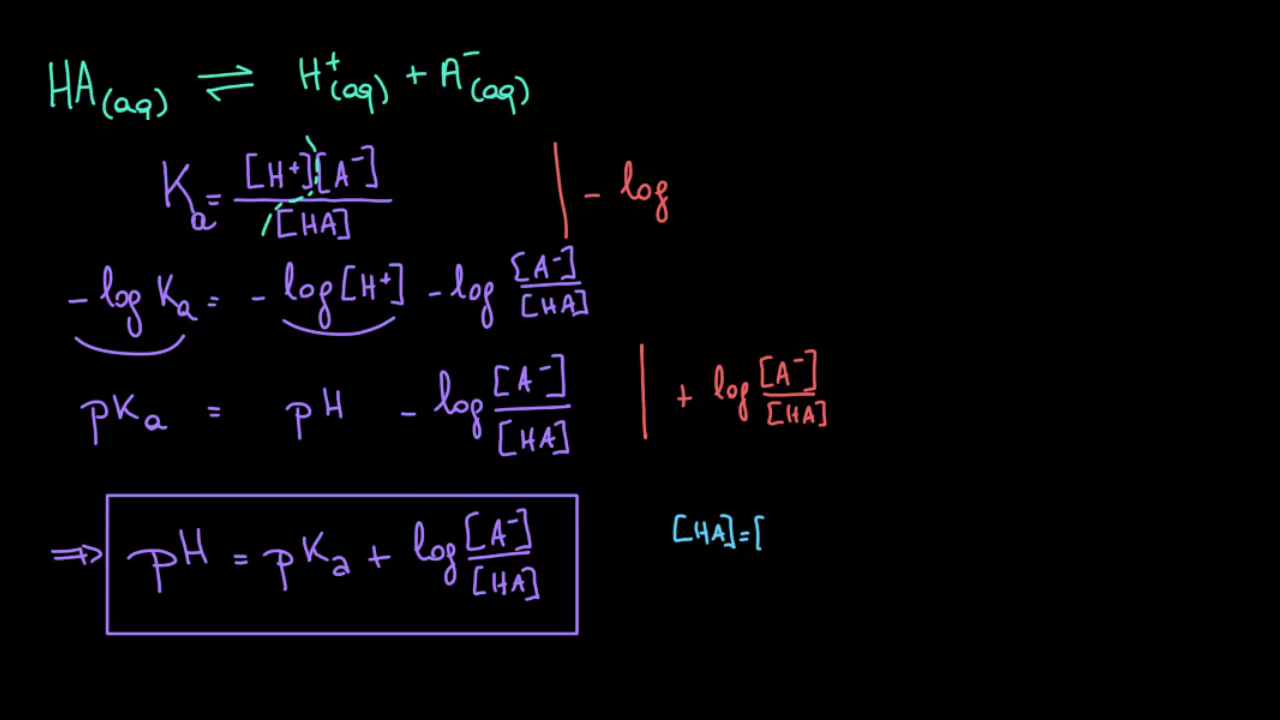 HA(aq) ⇌ H⁺(aq) + A⁻(aq)
Ka = [H⁺][A⁻] / [HA] | - log
- log Ka = - log [H⁺] - log [A⁻] / [HA]
pKa = pH - log [A⁻] / [HA] | + log [A⁻] / [HA]
⇒ pH = pKa + log [A⁻] / [HA]
[HA]=[